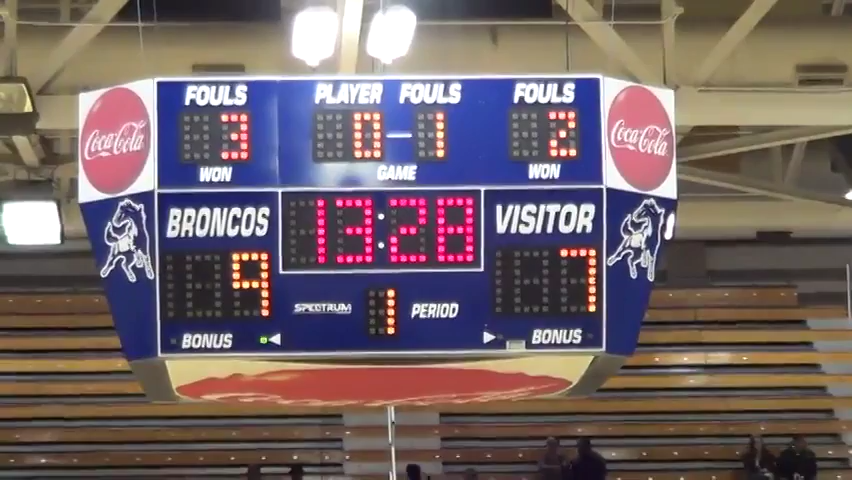 FOULS PLAYER FOULS FOULS
3 0-1 2
WON GAME WON
Coca-Cola Coca-Cola
BRONCOS 13:28 VISITOR
9 7
SPECTRUM 1 PERIOD
BONUS BONUS